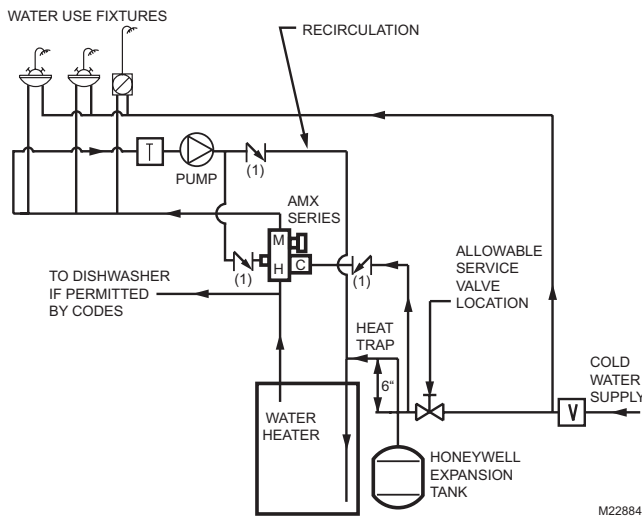 WATER USE FIXTURES
RECIRCULATION
T
PUMP
(1)
AMX
SERIES
M
H
C
(1)
(1)
TO DISHWASHER
IF PERMITTED
BY CODES
ALLOWABLE
SERVICE
VALVE
LOCATION
HEAT
TRAP
6"
COLD
WATER
SUPPLY
V
WATER
HEATER
HONEYWELL
EXPANSION
TANK
M22884